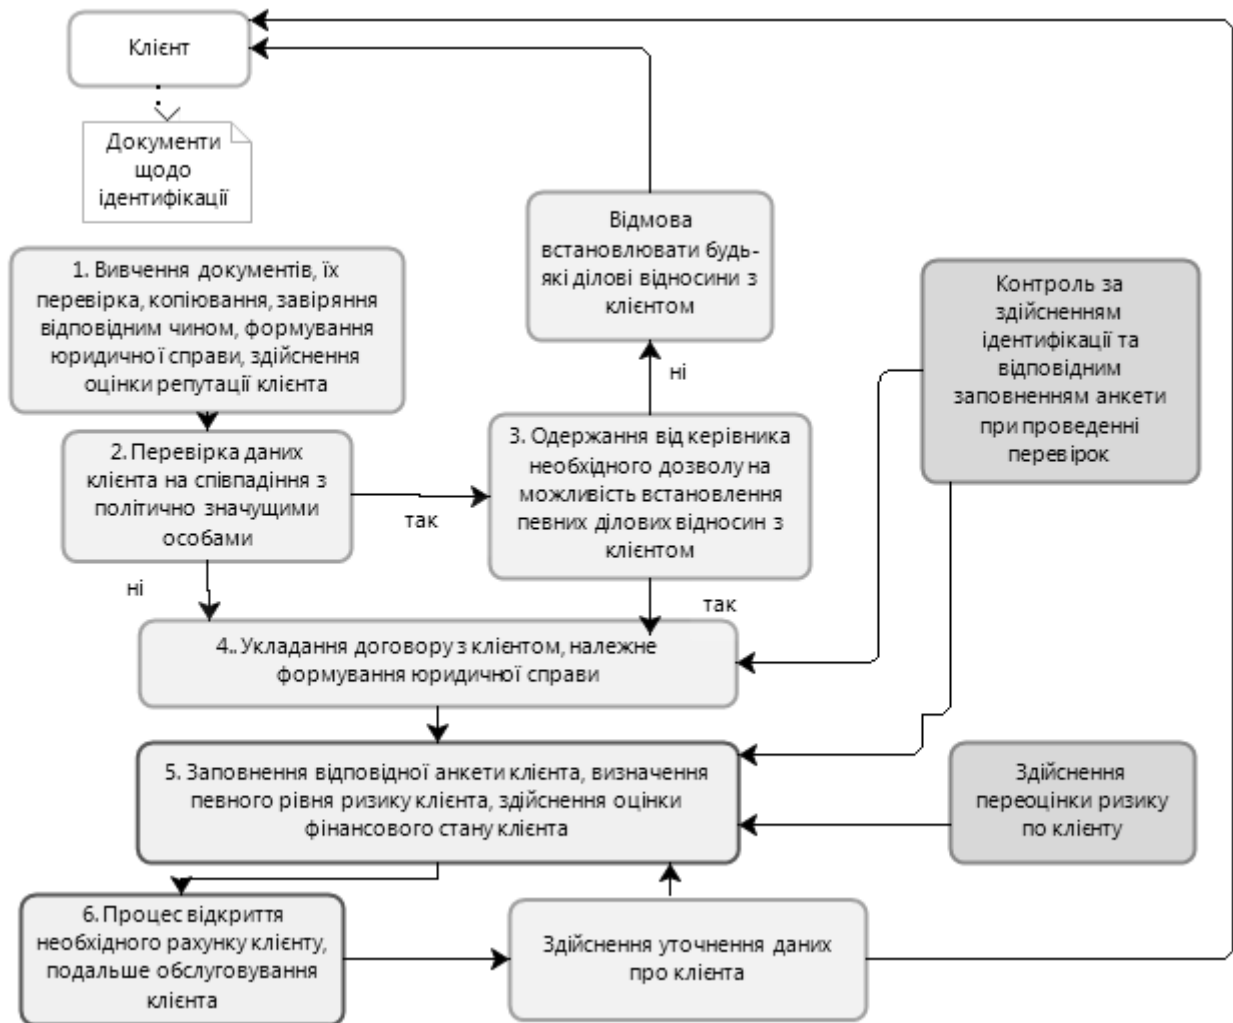 Клієнт
Документи
щодо
ідентифікації
1. Вивчення документів, їх
перевірка, копіювання, завіряння
відповідним чином, формування
юридичної справи, здійснення
оцінки репутації клієнта
Відмова
встановлювати будь-
які ділові відносини з
клієнтом
Контроль за
здійсненням
ідентифікації та
відповідним
заповненням анкети
при проведенні
перевірок
ні
2. Перевірка даних
клієнта на співпадіння з
політично значущими
особами
так
3. Одержання від керівника
необхідного дозволу на
можливість встановлення
певних ділових відносин з
клієнтом
ні
так
4.. Укладання договору з клієнтом, належне
формування юридичної справи
5. Заповнення відповідної анкети клієнта, визначення
певного рівня ризику клієнта, здійснення оцінки
фінансового стану клієнта
Здійснення
переоцінки ризику
по клієнту
6. Процес відкриття
необхідного рахунку клієнту,
подальше обслуговування
клієнта
Здійснення уточнення даних
про клієнта